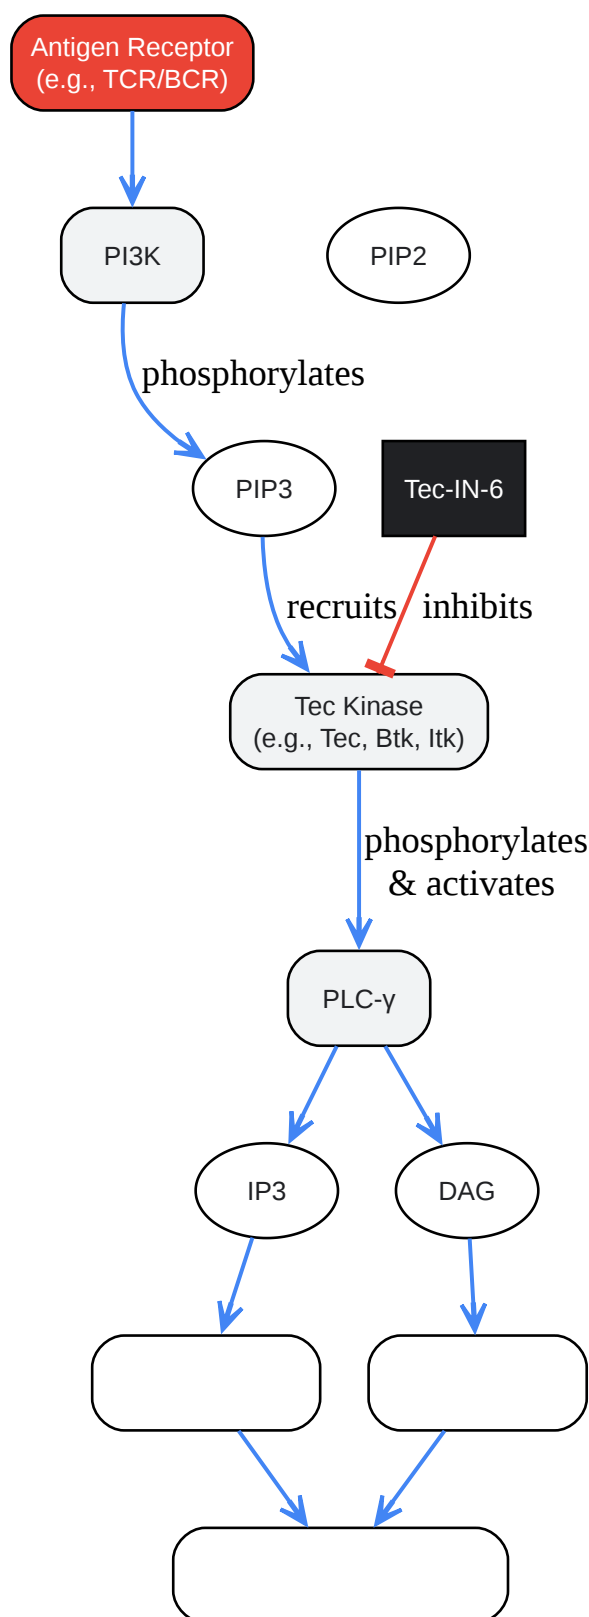 Antigen Receptor
(e.g., TCR/BCR)
PI3K
PIP2
phosphorylates
PIP3
Tec-IN-6
recruits
inhibits
Tec Kinase
(e.g., Tec, Btk, Itk)
phosphorylates
& activates
PLC-γ
IP3
DAG